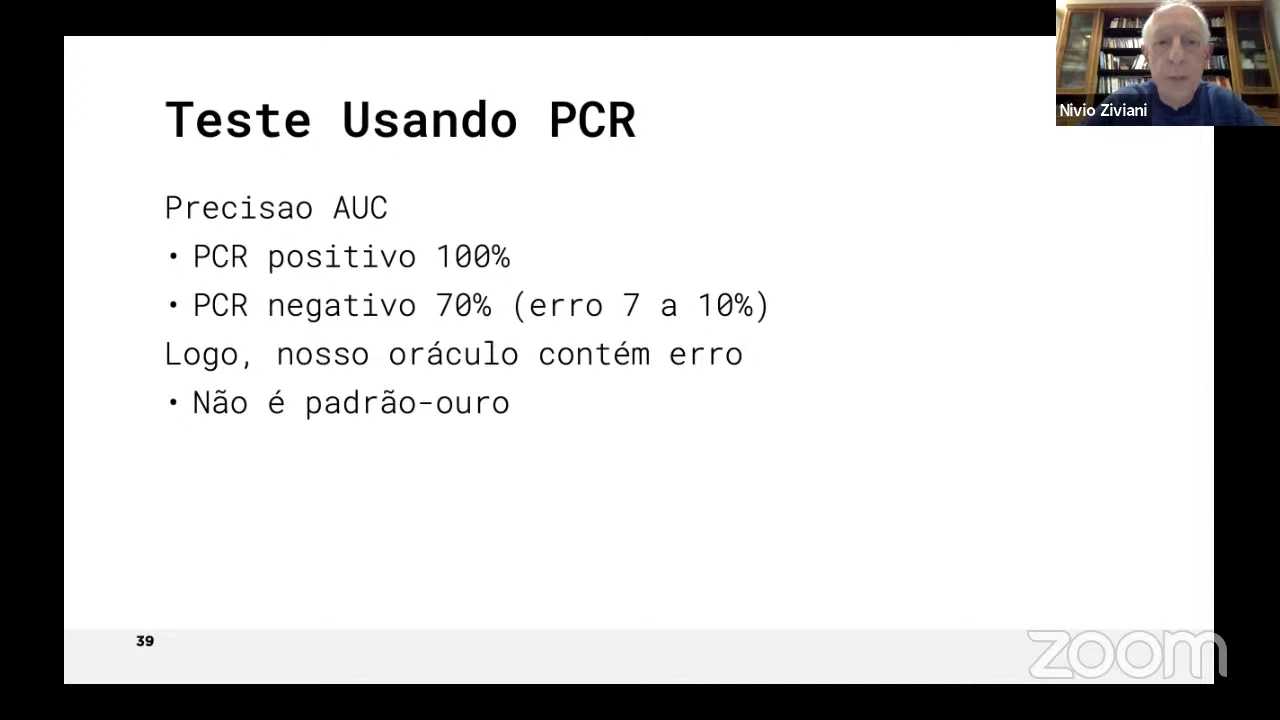 Teste Usando PCR
Nivio Ziviani
Precisao AUC
• PCR positivo 100%
• PCR negativo 70% (erro 7 a 10%)
Logo, nosso oráculo contém erro
• Não é padrão-ouro
39
zoom